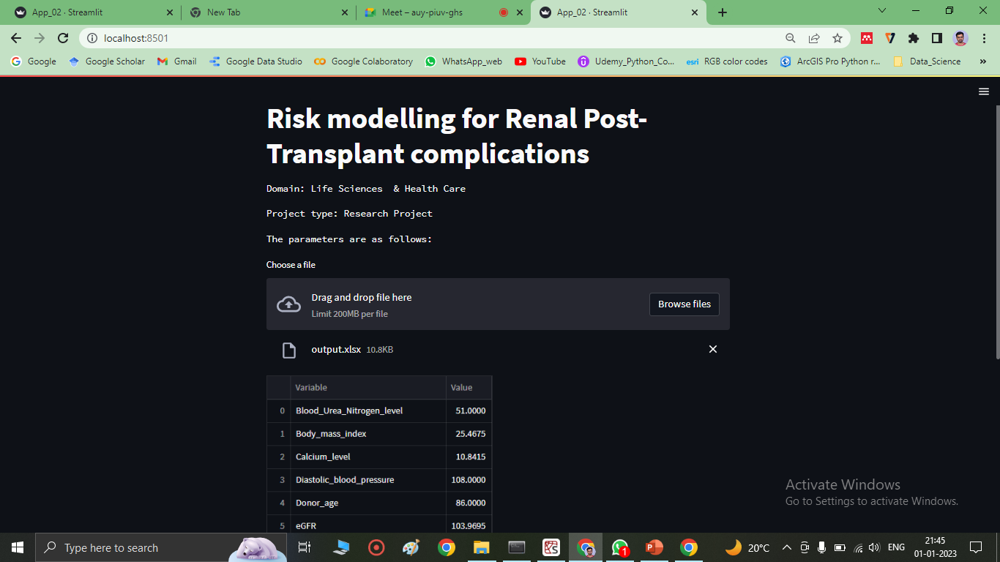 App_02 · Streamlit
New Tab
Meet – auy-piuv-ghs
App_02 · Streamlit
localhost:8501
Google
Google Scholar
Gmail
Google Data Studio
Google Colaboratory
WhatsApp_web
YouTube
Udemy_Python_Co...
esri RGB color codes
ArcGIS Pro Python r...
Data_Science
Risk modelling for Renal Post-
Transplant complications
Domain: Life Sciences & Health Care
Project type: Research Project
The parameters are as follows:
Choose a file
Drag and drop file here
Limit 200MB per file
Browse files
output.xlsx 10.8KB
Variable Value
0 Blood_Urea_Nitrogen_level 51.0000
1 Body_mass_index 25.4675
2 Calcium_level 10.8415
3 Diastolic_blood_pressure 108.0000
4 Donor_age 86.0000
5 eGFR 103.9695
Activate Windows
Go to Settings to activate Windows.
Type here to search
1
20°C
ENG
21:45
01-01-2023